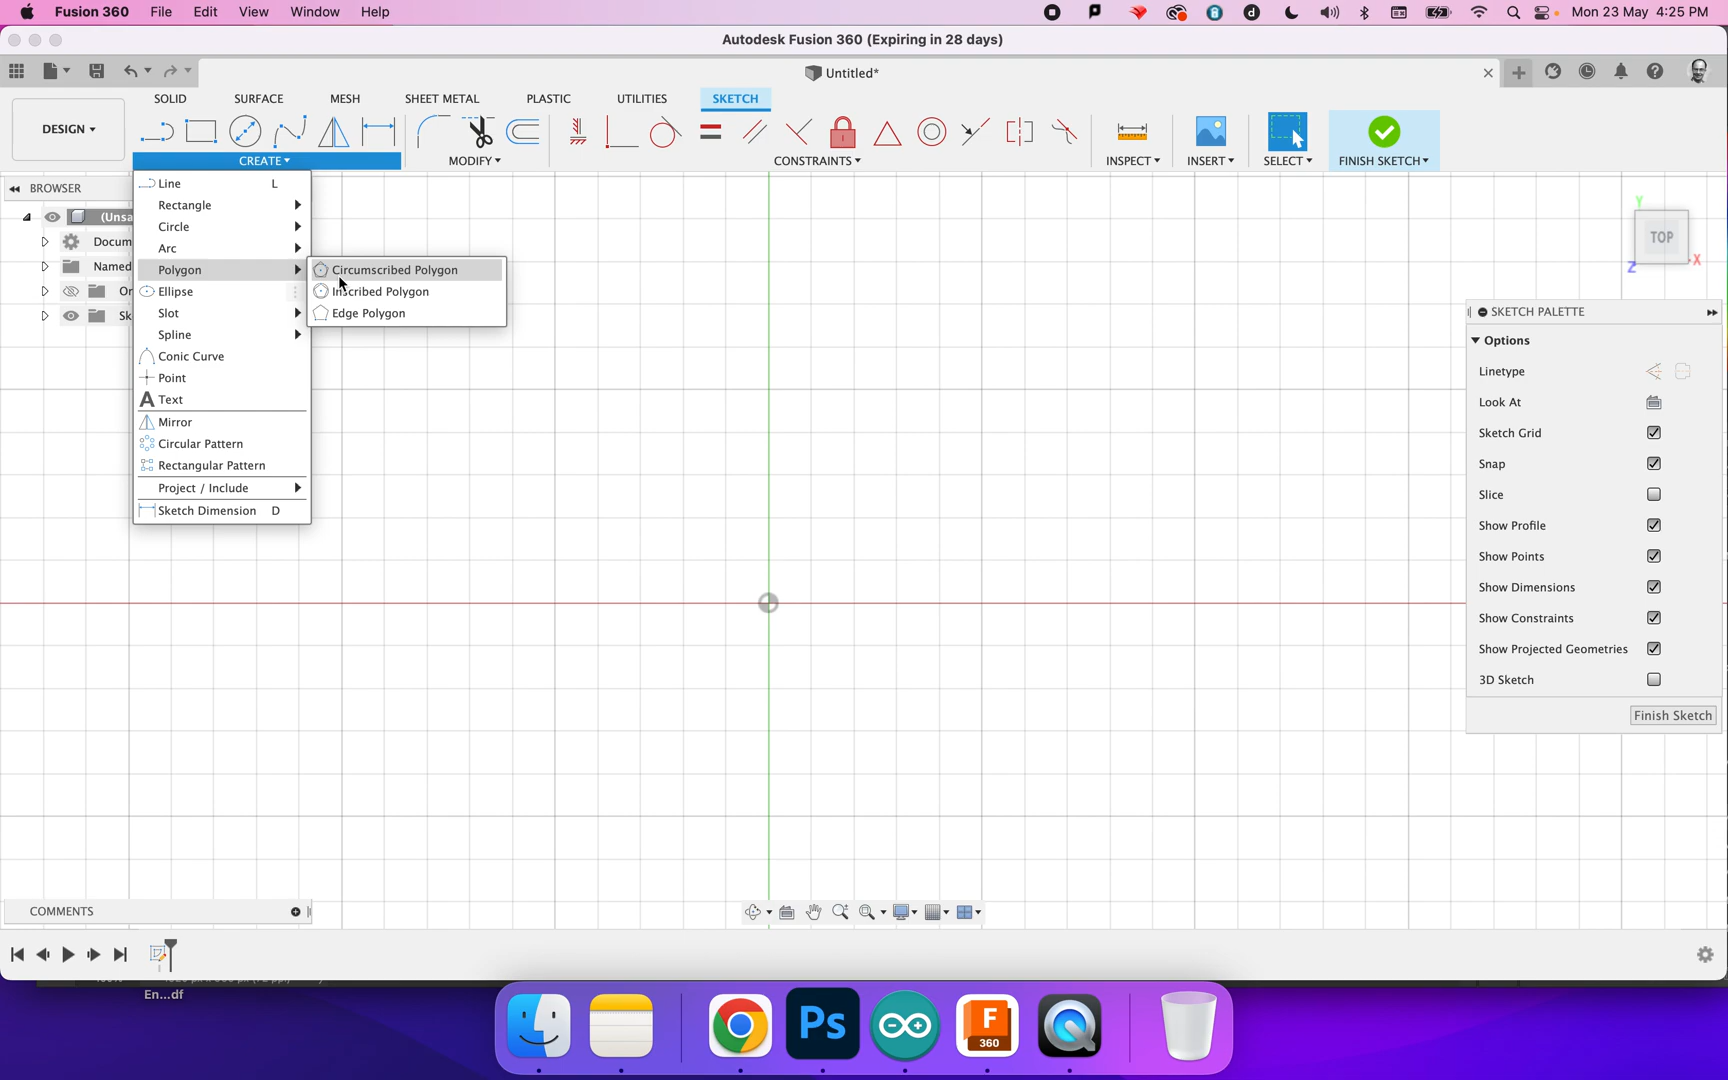 Fusion 360 File Edit View Window Help
Mon 23 May 4:25 PM
Autodesk Fusion 360 (Expiring in 28 days)
Untitled*
SOLID SURFACE MESH SHEET METAL PLASTIC UTILITIES SKETCH
DESIGN
CREATE MODIFY CONSTRAINTS INSPECT INSERT SELECT FINISH SKETCH
BROWSER
(Unsa
Docum
Named
Or
Sk
Line L
Rectangle
Circle
Arc
Polygon
Ellipse
Slot
Spline
Conic Curve
Point
Text
Mirror
Circular Pattern
Rectangular Pattern
Project / Include
Sketch Dimension D
Circumscribed Polygon
Inscribed Polygon
Edge Polygon
Y
TOP
X
Z
SKETCH PALETTE
Options
Linetype
Look At
Sketch Grid
Snap
Slice
Show Profile
Show Points
Show Dimensions
Show Constraints
Show Projected Geometries
3D Sketch
Finish Sketch
COMMENTS
En...df
Ps
F
360